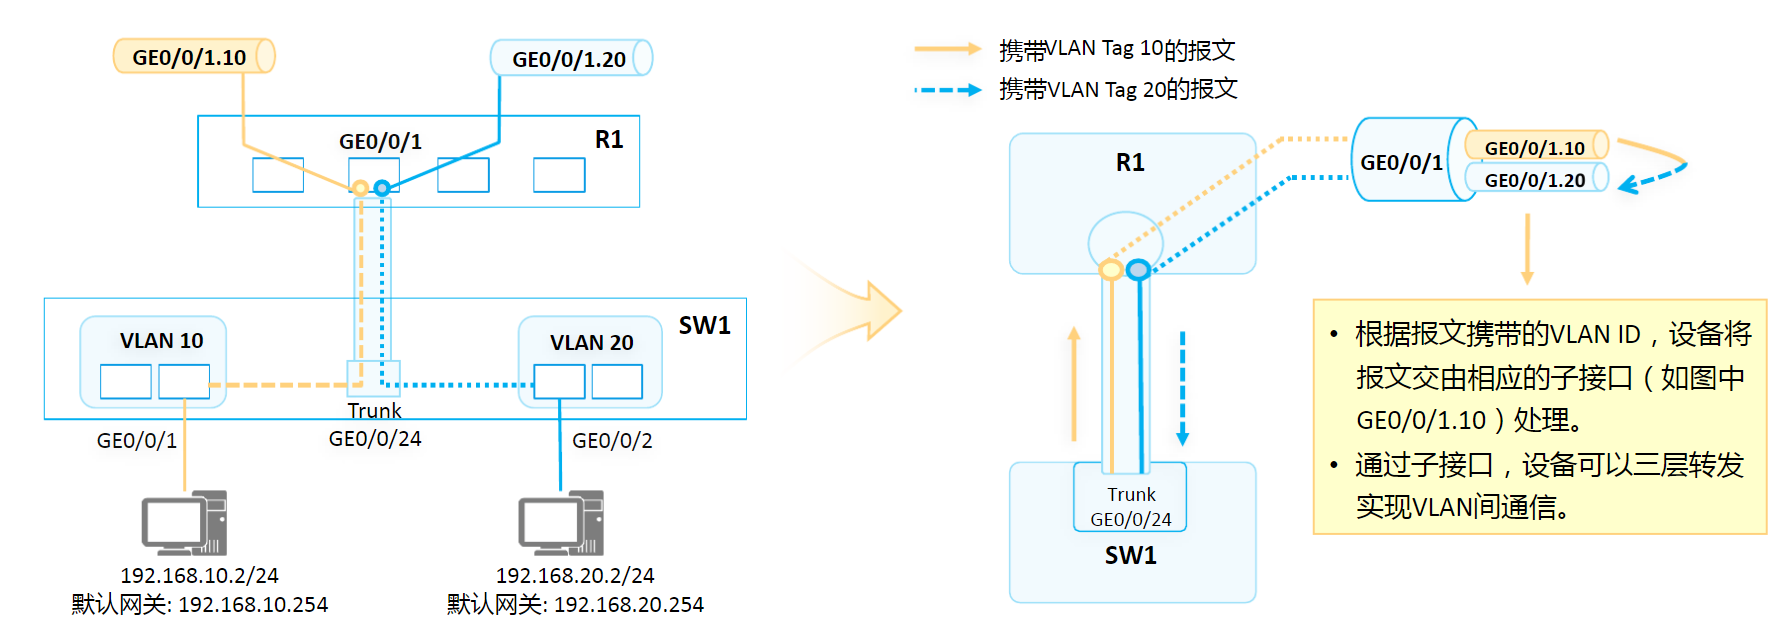 GE0/0/1.10
GE0/0/1.20
GE0/0/1
R1
VLAN 10
VLAN 20
SW1
Trunk
GE0/0/1
GE0/0/24
GE0/0/2
192.168.10.2/24
默认网关: 192.168.10.254
192.168.20.2/24
默认网关: 192.168.20.254
携带VLAN Tag 10的报文
携带VLAN Tag 20的报文
R1
GE0/0/1
GE0/0/1.10
GE0/0/1.20
Trunk
GE0/0/24
SW1
• 根据报文携带的VLAN ID，设备将
报文交由相应的子接口（如图中
GE0/0/1.10）处理。
• 通过子接口，设备可以三层转发
实现VLAN间通信。